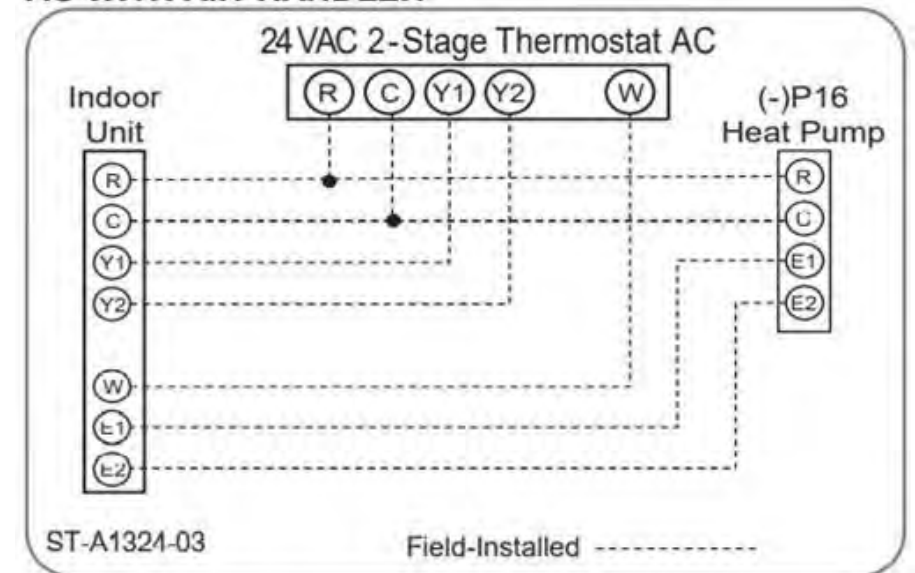 24 VAC 2-Stage Thermostat AC
R C Y1 Y2 W
Indoor
Unit
R
C
Y1
Y2
W
E1
E2
(-)P16
Heat Pump
R
C
E1
E2
ST-A1324-03
Field-Installed